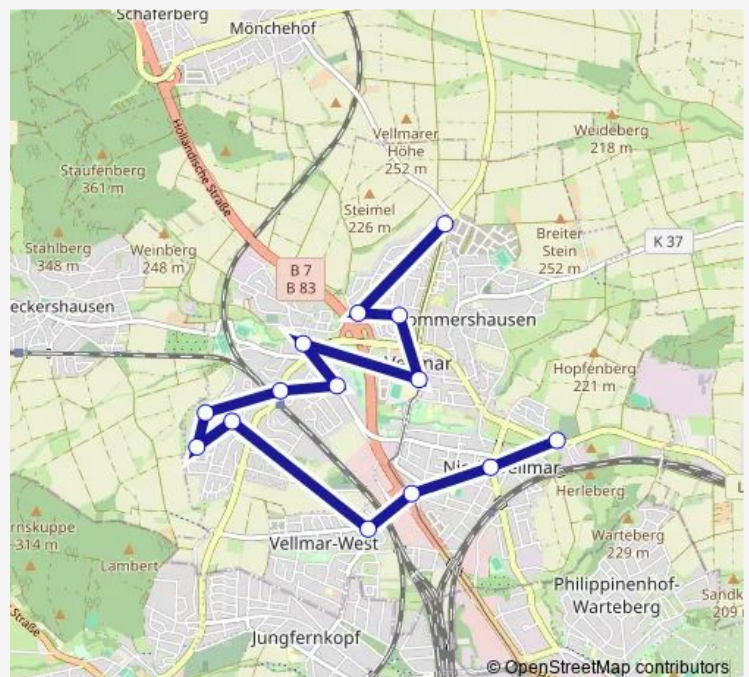 Schäferberg
Mönchehof
Holländische Straße
Vellmarer
Höhe
252 m
Weideberg
218 m
Staufenberg
361 m
Steimel
226 m
Stahlberg
348 m
Weinberg
248 m
Breiter
Stein
252 m
K 37
B 7
B 83
eckershausen
ommershausen
Vellmar
Hopfenberg
221 m
Herleberg
rnskuppe
314 m
Lambert
Vellmar-West
Warteberg
229 m
Philippinenhof-
Warteberg
Sandk
209
Straße
Jungfernkopf
L
© OpenStreetMap contributors